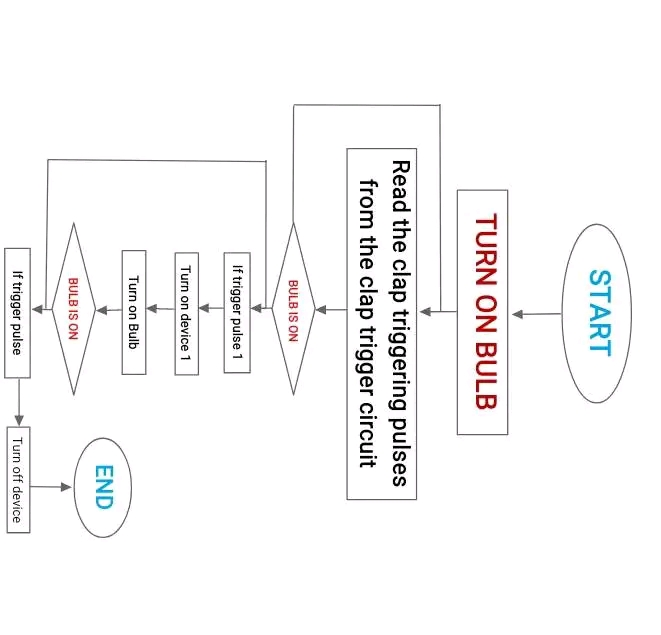 START
TURN ON BULB
Read the clap triggering pulses
from the clap trigger circuit
BULB IS ON
If trigger pulse 1
Turn on device 1
Turn on Bulb
BULB IS ON
If trigger pulse
Turn off device
END